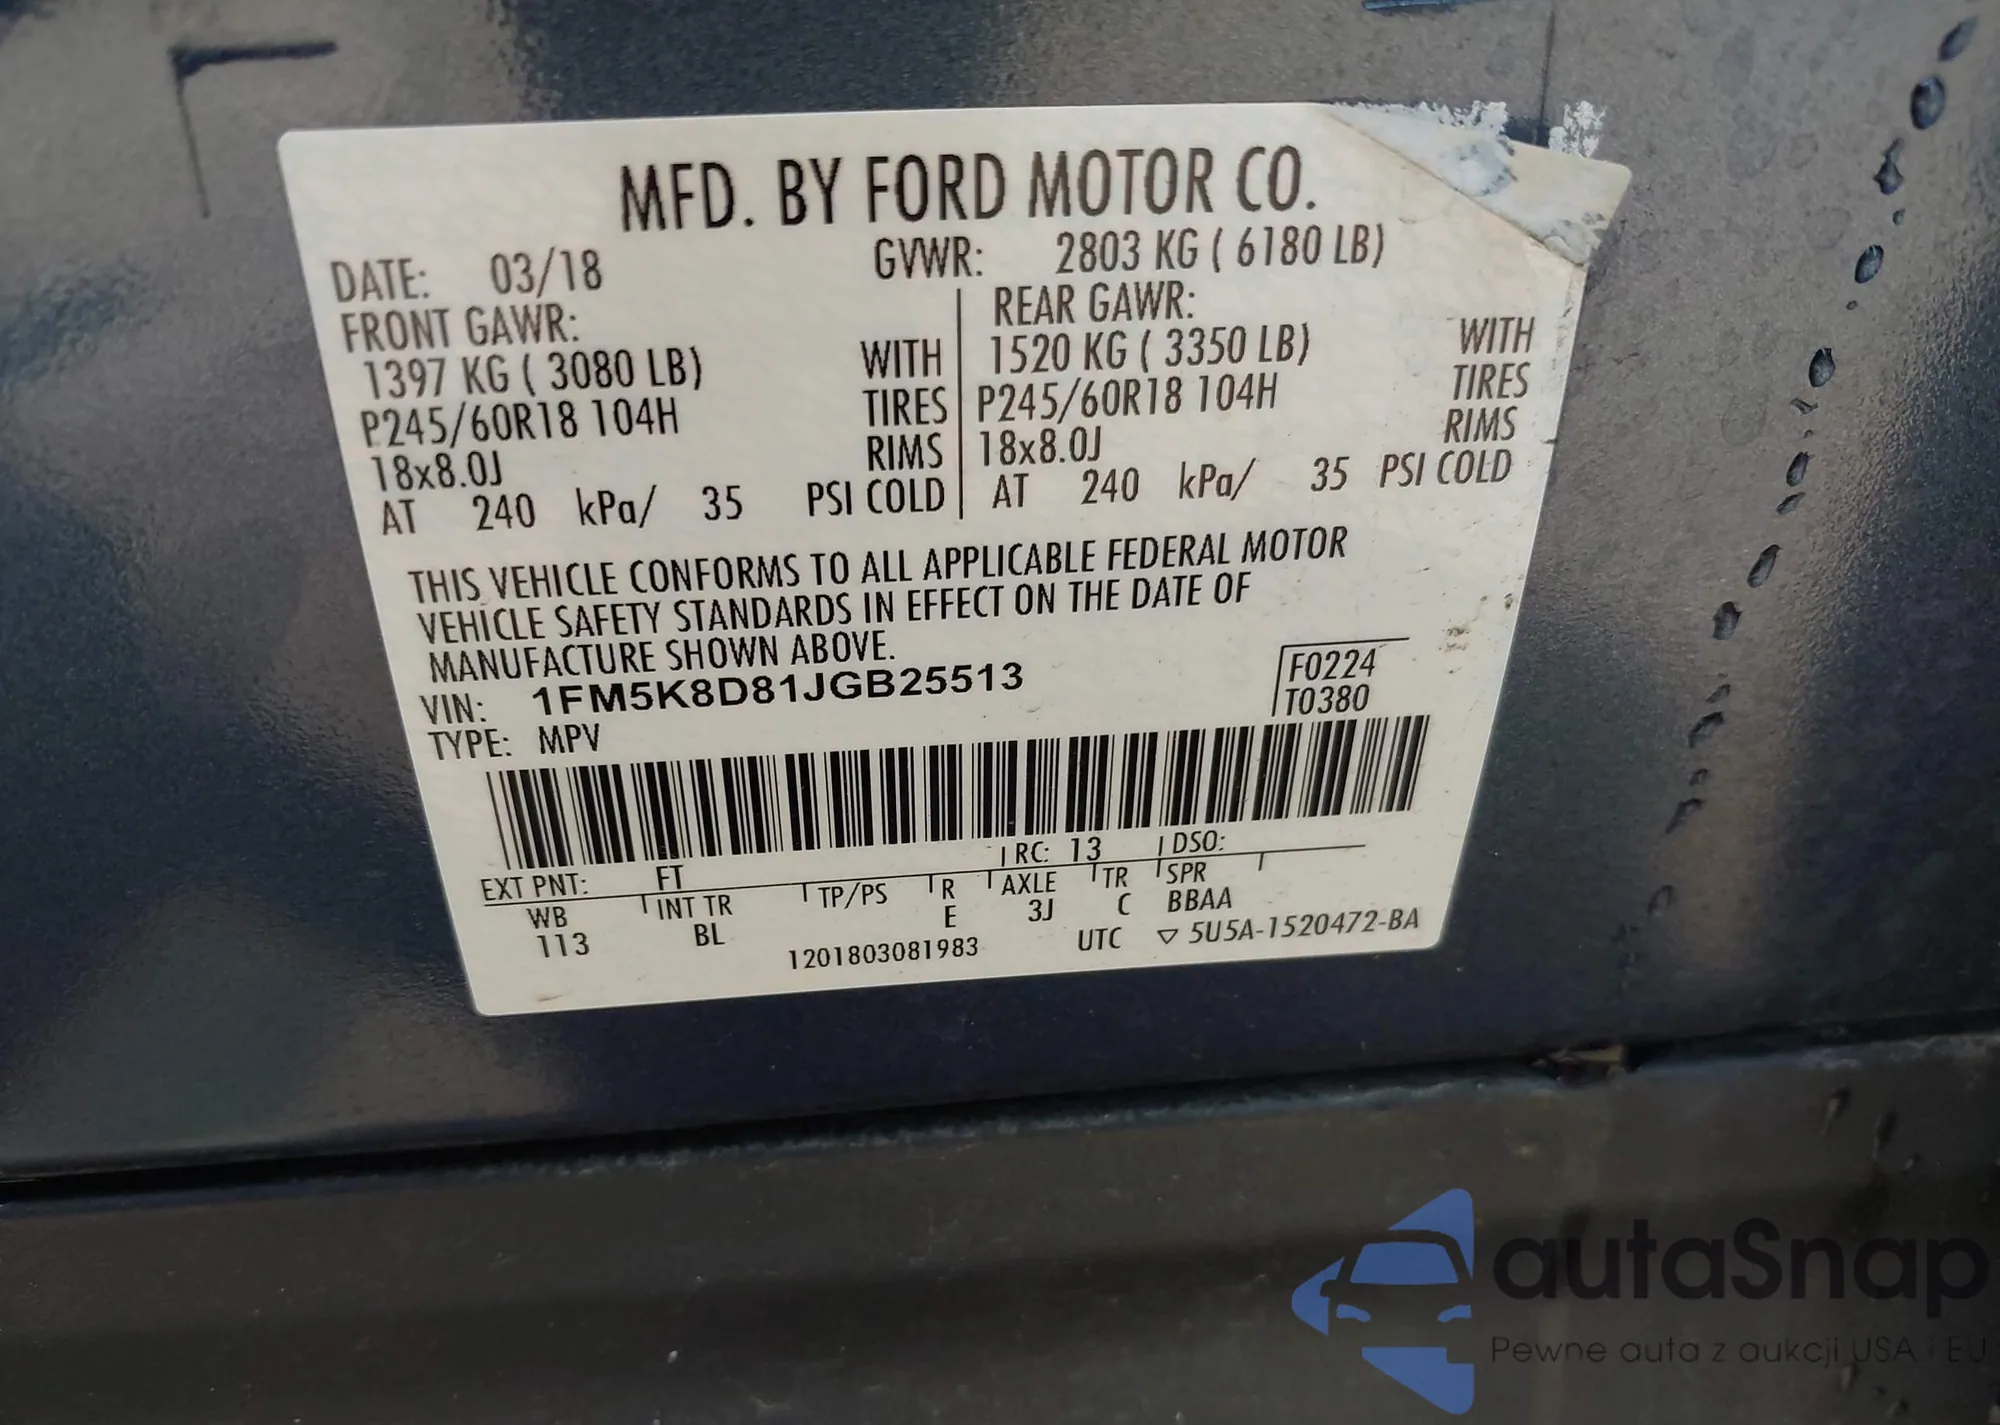 MFD. BY FORD MOTOR CO.
DATE: 03/18 GVWR: 2803 KG ( 6180 LB)
FRONT GAWR: REAR GAWR:
1397 KG ( 3080 LB) WITH 1520 KG ( 3350 LB) WITH
P245/60R18 104H TIRES P245/60R18 104H TIRES
18x8.0J RIMS 18x8.0J RIMS
AT 240 kPa/ 35 PSI COLD AT 240 kPa/ 35 PSI COLD
THIS VEHICLE CONFORMS TO ALL APPLICABLE FEDERAL MOTOR
VEHICLE SAFETY STANDARDS IN EFFECT ON THE DATE OF
MANUFACTURE SHOWN ABOVE.
VIN: 1FM5K8D81JGB25513 F0224
TYPE: MPV T0380
EXT PNT: FT RC: 13 DSO:
WB INT TR TP/PS R AXLE TR SPR
113 BL E 3J C BBAA
1201803081983 UTC ▽ 5U5A-1520472-BA
autaSnap
Pewne auta z aukcji USA i EU